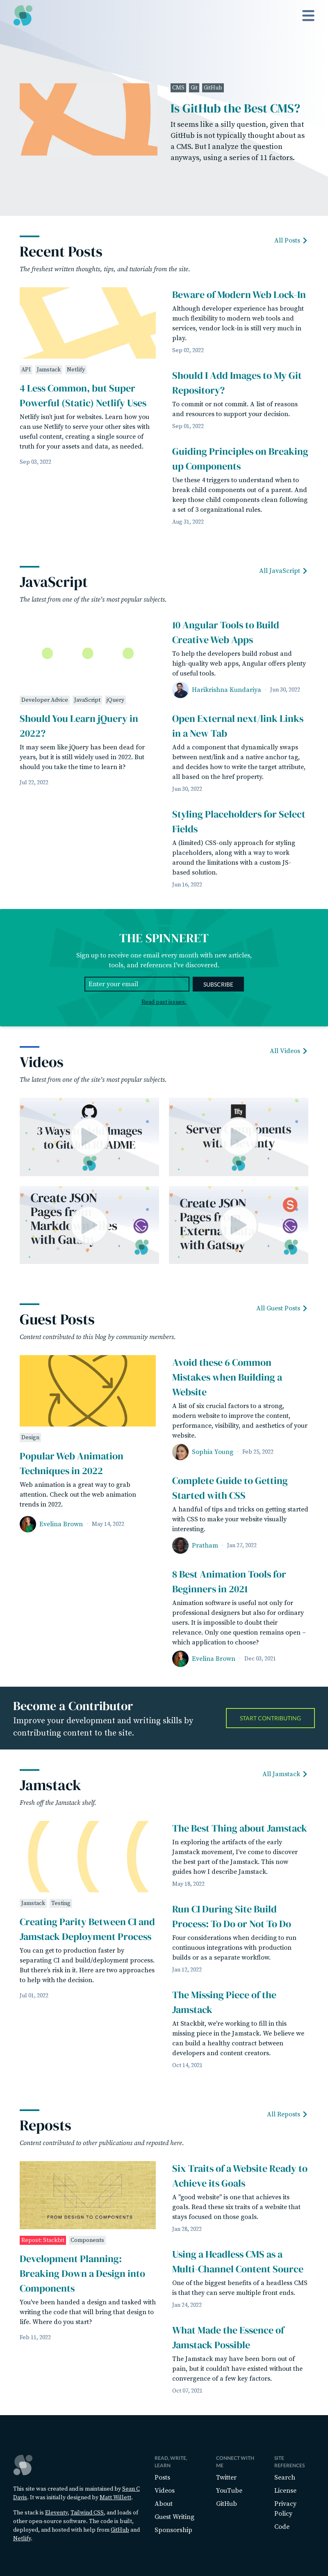 CMS Git GitHub
Is GitHub the Best CMS?
It seems like a silly question, given that
GitHub is not typically thought about as
a CMS. But I analyze the question
anyways, using a series of 11 factors.
Recent Posts
All Posts
The freshest written thoughts, tips, and tutorials from the site.
API Jamstack Netlify
4 Less Common, but Super
Powerful (Static) Netlify Uses
Netlify isn't just for websites. Learn how you
can use Netlify to serve your other sites with
useful content, creating a single source of
truth for your assets and data, as needed.
Sep 03, 2022
Beware of Modern Web Lock-In
Although developer experience has brought
much flexibility in modern web tools and
services, vendor lock-in is still very much in
play.
Sep 02, 2022
Should I Add Images to My Git
Repository?
To commit or not commit. A list of reasons
and resources to support your decision.
Sep 01, 2022
Guiding Principles on Breaking
up Components
Use these 4 triggers to understand when to
break child components out of a parent. And
keep those child components clean following
a set of 3 organizational rules.
Aug 31, 2022
JavaScript
All JavaScript
The latest from one of the site's most popular subjects.
Developer Advice JavaScript jQuery
Should You Learn jQuery in
2022?
It may seem like jQuery has been dead for
years, but it is still widely used in 2022. But
should you take the time to learn it?
Jul 22, 2022
10 Angular Tools to Build
Creative Web Apps
To help the developers build robust and
high-quality web apps, Angular offers plenty
of useful tools.
Harikrishna Kundariya Jun 30, 2022
Open External next/link Links
in a New Tab
Add a component that dynamically swaps
between next/link and a native anchor tag,
and decides how to write the target attribute,
all based on the href property.
Jun 30, 2022
Styling Placeholders for Select
Fields
A (limited) CSS-only approach for styling
placeholders, along with a way to work
around the limitations with a custom JS-
based solution.
Jun 16, 2022
THE SPINNERET
Sign up to receive one email every month with new articles,
tools, and references I've discovered.
Enter your email SUBSCRIBE
Read past issues.
Videos
All Videos
The latest from one of the site's most popular subjects.
3 Ways Images
to Git ADME
11ty
Server onents
with nty
Create JSON
Pages from
Markdow es
with Gatsby
Create JSON
Pages f
Externa
with Gatsby
Guest Posts
All Guest Posts
Content contributed to this blog by community members.
Design
Popular Web Animation
Techniques in 2022
Web animation is a great way to grab
attention. Check out the web animation
trends in 2022.
Evelina Brown May 14, 2022
Avoid these 6 Common
Mistakes when Building a
Website
A list of six crucial factors to a strong,
modern website to improve the content,
performance, visibility, and aesthetics of your
website.
Sophia Young Feb 25, 2022
Complete Guide to Getting
Started with CSS
A handful of tips and tricks on getting started
with CSS to make your website visually
interesting.
Pratham Jan 27, 2022
8 Best Animation Tools for
Beginners in 2021
Animation software is useful not only for
professional designers but also for ordinary
users. It is impossible to doubt their
relevance. Only one question remains open –
which application to choose?
Evelina Brown Dec 03, 2021
Become a Contributor
Improve your development and writing skills by
contributing content to the site.
START CONTRIBUTING
Jamstack
All Jamstack
Fresh off the Jamstack shelf.
Jamstack Testing
Creating Parity Between CI and
Jamstack Deployment Process
You can get to production faster by
separating CI and build/deployment process.
But there's risk in it. Here are two approaches
to help with the decision.
Jul 01, 2022
The Best Thing about Jamstack
In exploring the artifacts of the early
Jamstack movement, I've come to discover
the best part of the Jamstack. This now
guides how I describe Jamstack.
May 18, 2022
Run CI During Site Build
Process: To Do or Not To Do
Four considerations when deciding to run
continuous integrations with production
builds or as a separate workflow.
Jan 12, 2022
The Missing Piece of the
Jamstack
At Stackbit, we're working to fill in this
missing piece in the Jamstack. We believe we
can build a healthy contract between
developers and content creators.
Oct 14, 2021
Reposts
All Reposts
Content contributed to other publications and reposted here.
FROM DESIGN TO COMPONENTS
Repost: Stackbit Components
Development Planning:
Breaking Down a Design into
Components
You've been handed a design and tasked with
writing the code that will bring that design to
life. Where do you start?
Feb 11, 2022
Six Traits of a Website Ready to
Achieve its Goals
A "good website" is one that achieves its
goals. Read these six traits of a website that
stays focused on those goals.
Jan 28, 2022
Using a Headless CMS as a
Multi-Channel Content Source
One of the biggest benefits of a headless CMS
is that they can serve multiple front ends.
Jan 24, 2022
What Made the Essence of
Jamstack Possible
The Jamstack may have been born out of
pain, but it couldn't have existed without the
convergence of a few key factors.
Oct 07, 2021
This site was created and is maintained by Sean C
Davis. It was initially designed by Matt Willett.
The stack is Eleventy, Tailwind CSS, and loads of
other open-source software. The code is built,
deployed, and hosted with help from GitHub and
Netlify.
READ, WRITE,
LEARN
Posts
Videos
About
Guest Writing
Sponsorship
CONNECT WITH
ME
Twitter
YouTube
GitHub
SITE
REFERENCES
Search
License
Privacy
Policy
Code